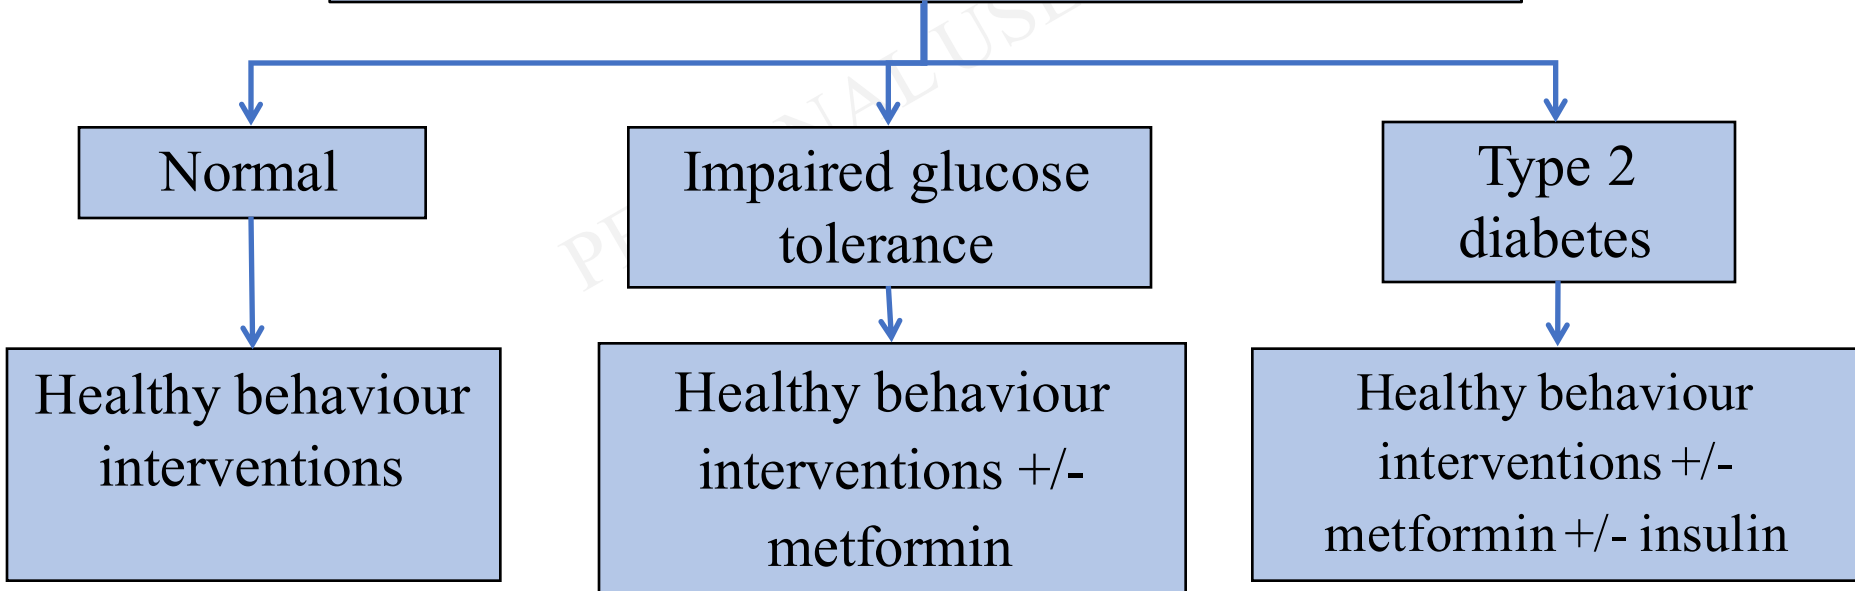 Normal
Impaired glucose
tolerance
Type 2
diabetes
Healthy behaviour
interventions
Healthy behaviour
interventions +/-
metformin
Healthy behaviour
interventions +/-
metformin +/- insulin